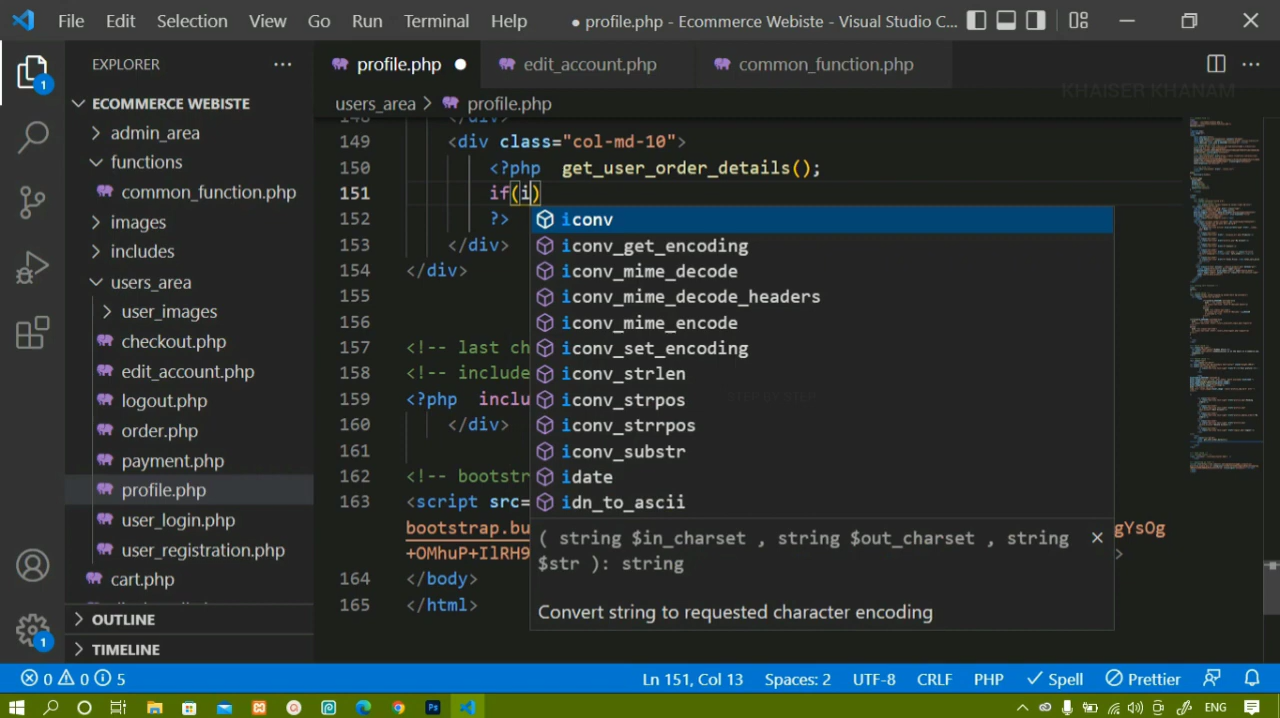 File Edit Selection View Go Run Terminal Help ● profile.php - Ecommerce Webiste - Visual Studio C...
EXPLORER ...
profile.php ● edit_account.php common_function.php
ECOMMERCE WEBISTE
admin_area
functions
common_function.php
images
includes
users_area
user_images
checkout.php
edit_account.php
logout.php
order.php
payment.php
profile.php
user_login.php
user_registration.php
cart.php
OUTLINE
TIMELINE
1
1
users_area > profile.php
KHAISER KHANAM
148 </div>
149 <div class="col-md-10">
150 <?php get_user_order_details();
151 if(i)
152 ?>
153 </div>
154 </div>
155
156
157 <!-- last ch
158 <!-- include
159 <?php inclu
160 </div>
161
162 <!-- bootstr
163 <script src=
bootstrap.bu gYsOg
+OMhuP+IlRH9 >
164 </body>
165 </html>
iconv
iconv_get_encoding
iconv_mime_decode
iconv_mime_decode_headers
iconv_mime_encode
iconv_set_encoding
iconv_strlen
iconv_strpos
iconv_strrpos
iconv_substr
idate
idn_to_ascii
( string $in_charset , string $out_charset , string
$str ): string
Convert string to requested character encoding
0 0 5 Ln 151, Col 13 Spaces: 2 UTF-8 CRLF PHP Spell Prettier
Ps ENG